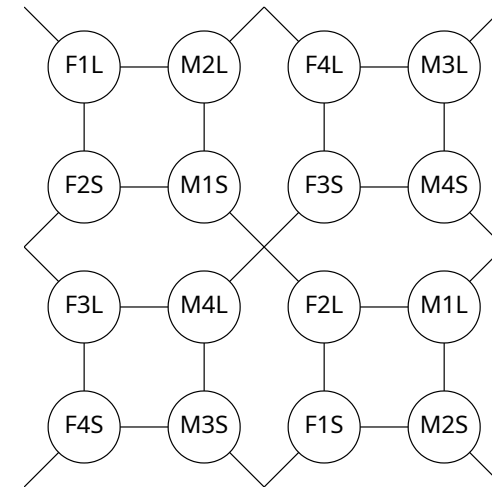 F1L M2L F4L M3L
F2S M1S F3S M4S
F3L M4L F2L M1L
F4S M3S F1S M2S